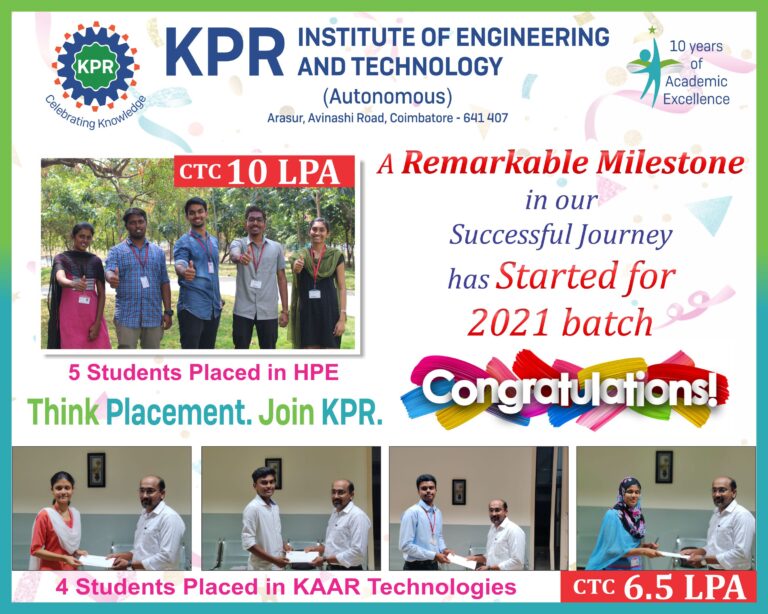 KPR
Celebrating Knowledge
KPR INSTITUTE OF ENGINEERING
AND TECHNOLOGY
(Autonomous)
Arasur, Avinashi Road, Coimbatore - 641 407
10 years
of
Academic
Excellence
CTC 10 LPA
5 Students Placed in HPE
Think Placement. Join KPR.
A Remarkable Milestone
in our
Successful Journey
has Started for
2021 batch
Congratulations!
4 Students Placed in KAAR Technologies
CTC 6.5 LPA